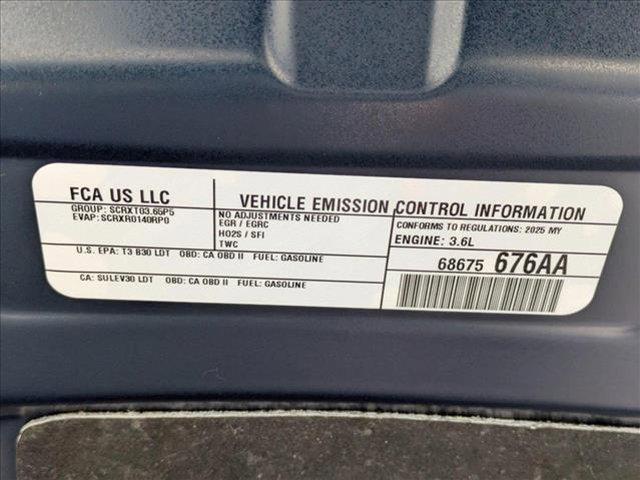 FCA US LLC
GROUP: SCRXT03.65P5
EVAP: SCRXR0140RP0
VEHICLE EMISSION CONTROL INFORMATION
NO ADJUSTMENTS NEEDED
EGR / EGRC
HO2S / SFI
TWC
CONFORMS TO REGULATIONS: 2025 MY
ENGINE: 3.6L
U.S. EPA: T3 B30 LDT OBD: CA OBD II FUEL: GASOLINE
CA: SULEV30 LDT OBD: CA OBD II FUEL: GASOLINE
68675 676AA